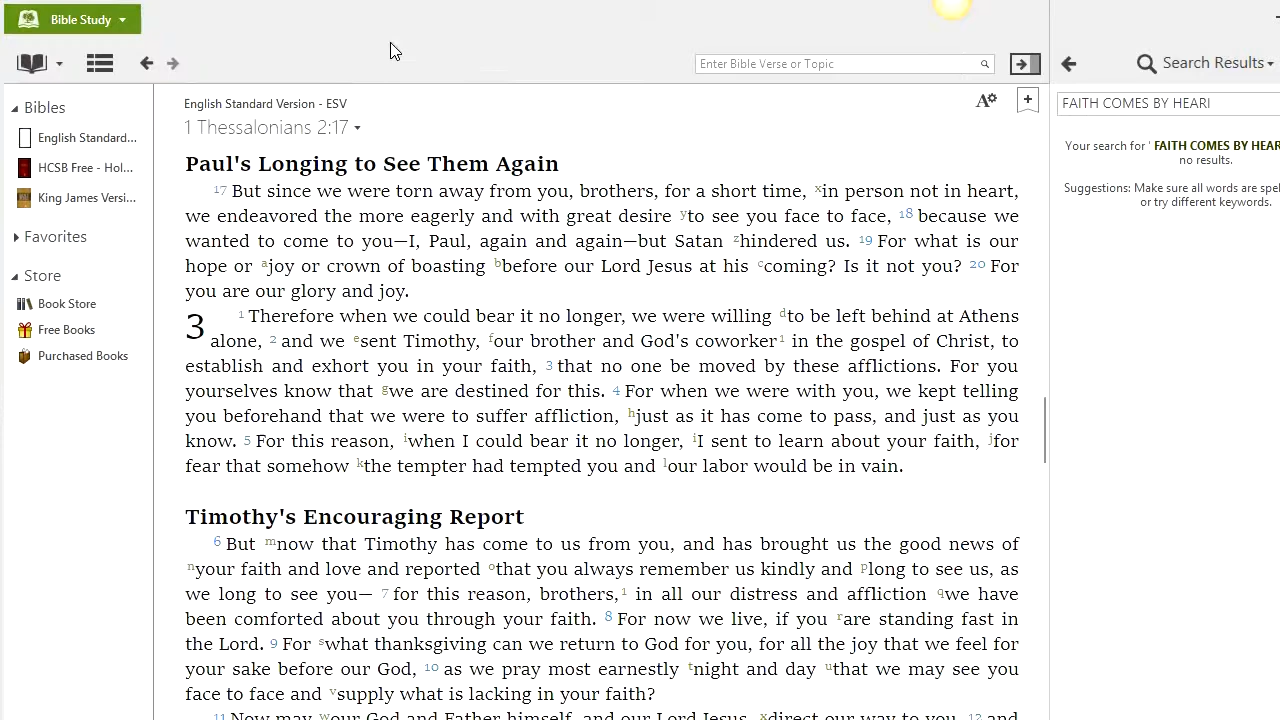 Bible Study
Enter Bible Verse or Topic
Search Results
Bibles
English Standard...
HCSB Free - Hol...
King James Versi...
Favorites
Store
Book Store
Free Books
Purchased Books
English Standard Version - ESV
1 Thessalonians 2:17
Paul's Longing to See Them Again
17 But since we were torn away from you, brothers, for a short time, xin person not in heart,
we endeavored the more eagerly and with great desire yto see you face to face, 18 because we
wanted to come to you—I, Paul, again and again—but Satan zhindered us. 19 For what is our
hope or ajoy or crown of boasting bbefore our Lord Jesus at his ccoming? Is it not you? 20 For
you are our glory and joy.
3 1 Therefore when we could bear it no longer, we were willing dto be left behind at Athens
alone, 2 and we esent Timothy, four brother and God's coworker1 in the gospel of Christ, to
establish and exhort you in your faith, 3 that no one be moved by these afflictions. For you
yourselves know that gwe are destined for this. 4 For when we were with you, we kept telling
you beforehand that we were to suffer affliction, hjust as it has come to pass, and just as you
know. 5 For this reason, iwhen I could bear it no longer, iI sent to learn about your faith, jfor
fear that somehow kthe tempter had tempted you and lour labor would be in vain.
Timothy's Encouraging Report
6 But mnow that Timothy has come to us from you, and has brought us the good news of
nyour faith and love and reported othat you always remember us kindly and plong to see us, as
we long to see you— 7 for this reason, brothers,1 in all our distress and affliction qwe have
been comforted about you through your faith. 8 For now we live, if you rare standing fast in
the Lord. 9 For swhat thanksgiving can we return to God for you, for all the joy that we feel for
your sake before our God, 10 as we pray most earnestly tnight and day uthat we may see you
face to face and vsupply what is lacking in your faith?
11 Now may wour God and Father himself, and our Lord Jesus, xdirect our way to you, 12 and
FAITH COMES BY HEARI
Your search for ' FAITH COMES BY HEAR
no results.
Suggestions: Make sure all words are spel
or try different keywords.